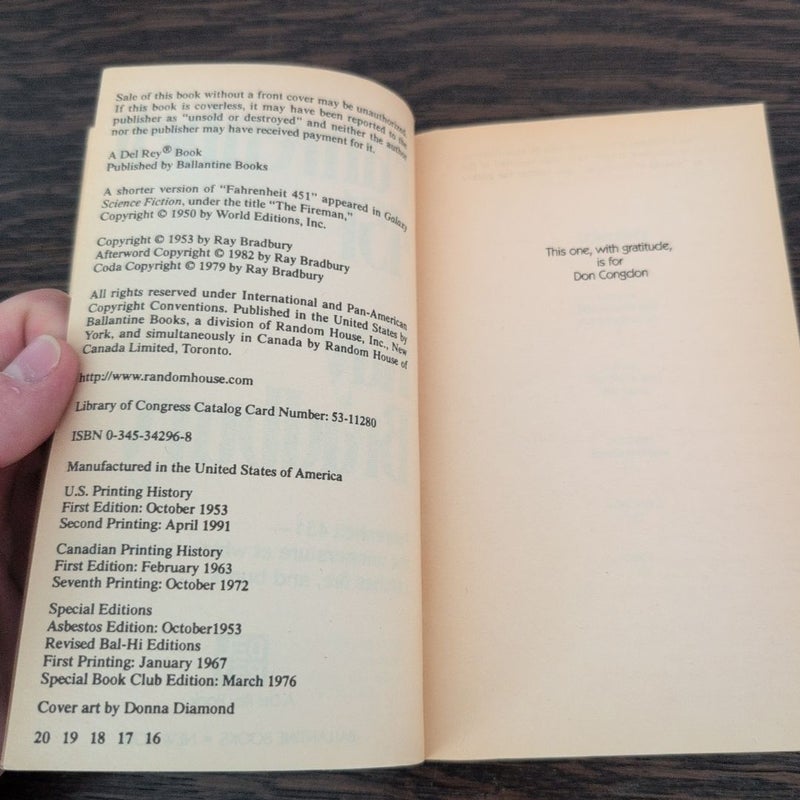 Sale of this book without a front cover may be unauthorized.
If this book is coverless, it may have been reported to the
publisher as "unsold or destroyed" and neither the author
nor the publisher may have received payment for it.
A Del Rey® Book
Published by Ballantine Books
A shorter version of "Fahrenheit 451" appeared in Galaxy
Science Fiction, under the title "The Fireman,"
Copyright © 1950 by World Editions, Inc.
Copyright © 1953 by Ray Bradbury
Afterword Copyright © 1982 by Ray Bradbury
Coda Copyright © 1979 by Ray Bradbury
All rights reserved under International and Pan-American
Copyright Conventions. Published in the United States by
Ballantine Books, a division of Random House, Inc., New
York, and simultaneously in Canada by Random House of
Canada Limited, Toronto.
http://www.randomhouse.com
Library of Congress Catalog Card Number: 53-11280
ISBN 0-345-34296-8
Manufactured in the United States of America
U.S. Printing History
First Edition: October 1953
Second Printing: April 1991
Canadian Printing History
First Edition: February 1963
Seventh Printing: October 1972
Special Editions
Asbestos Edition: October1953
Revised Bal-Hi Editions
First Printing: January 1967
Special Book Club Edition: March 1976
Cover art by Donna Diamond
20 19 18 17 16
This one, with gratitude,
is for
Don Congdon